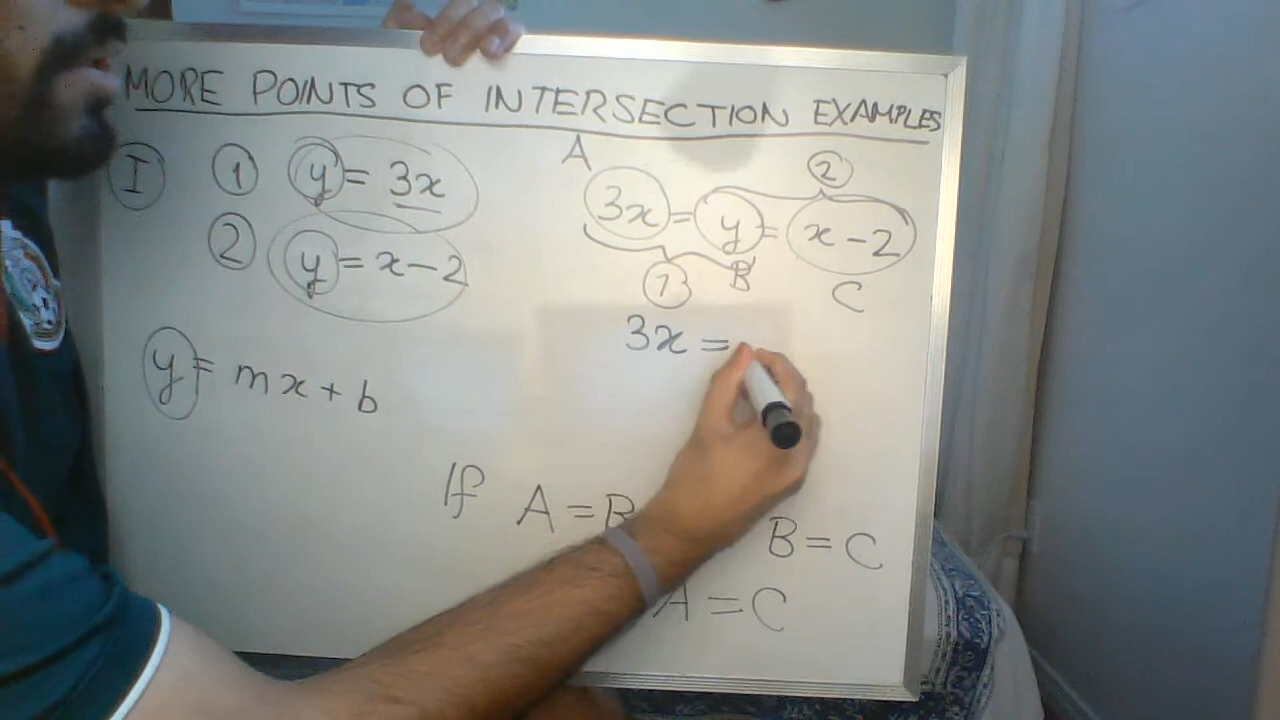 MORE POINTS OF INTERSECTION EXAMPLES
I ① y = 3x
② y = x - 2
y = mx + b
A ②
3x = y = x - 2
① B C
3x =
If A = B B = C
A = C